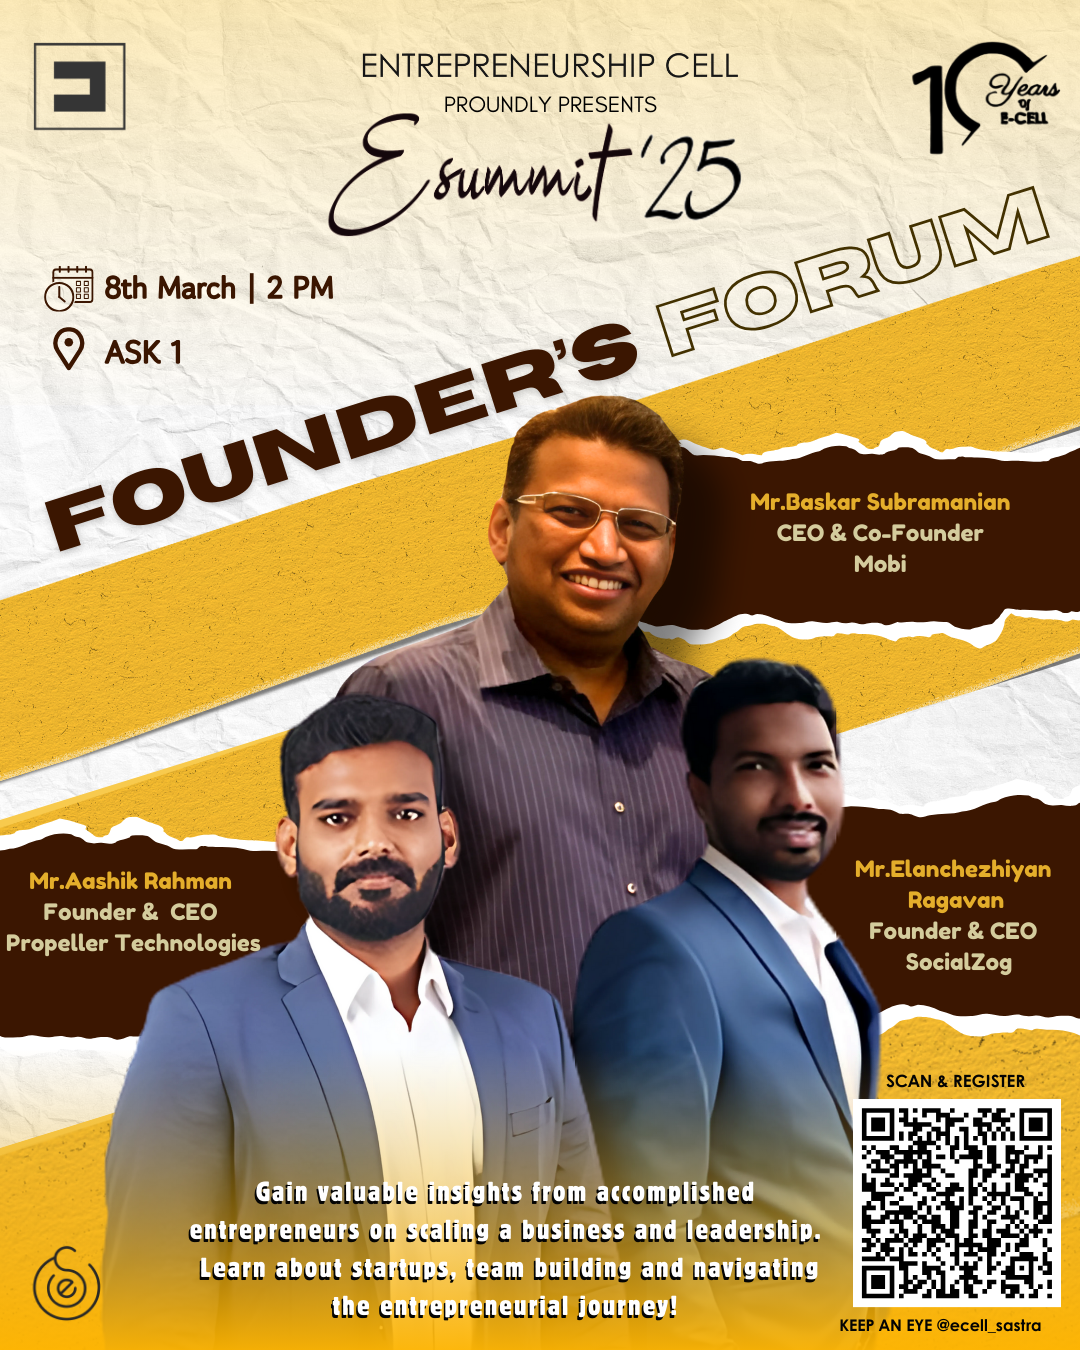 ENTREPRENEURSHIP CELL
PROUNDLY PRESENTS
Esummit '25
10 Years
of
E-CELL
8th March | 2 PM
ASK 1
FOUNDER'S FORUM
Mr.Baskar Subramanian
CEO & Co-Founder
Mobi
Mr.Aashik Rahman
Founder & CEO
Propeller Technologies
Mr.Elanchezhiyan
Ragavan
Founder & CEO
SocialZog
SCAN & REGISTER
Gain valuable insights from accomplished
entrepreneurs on scaling a business and leadership.
Learn about startups, team building and navigating
the entrepreneurial journey!
e
KEEP AN EYE @ecell_sastra